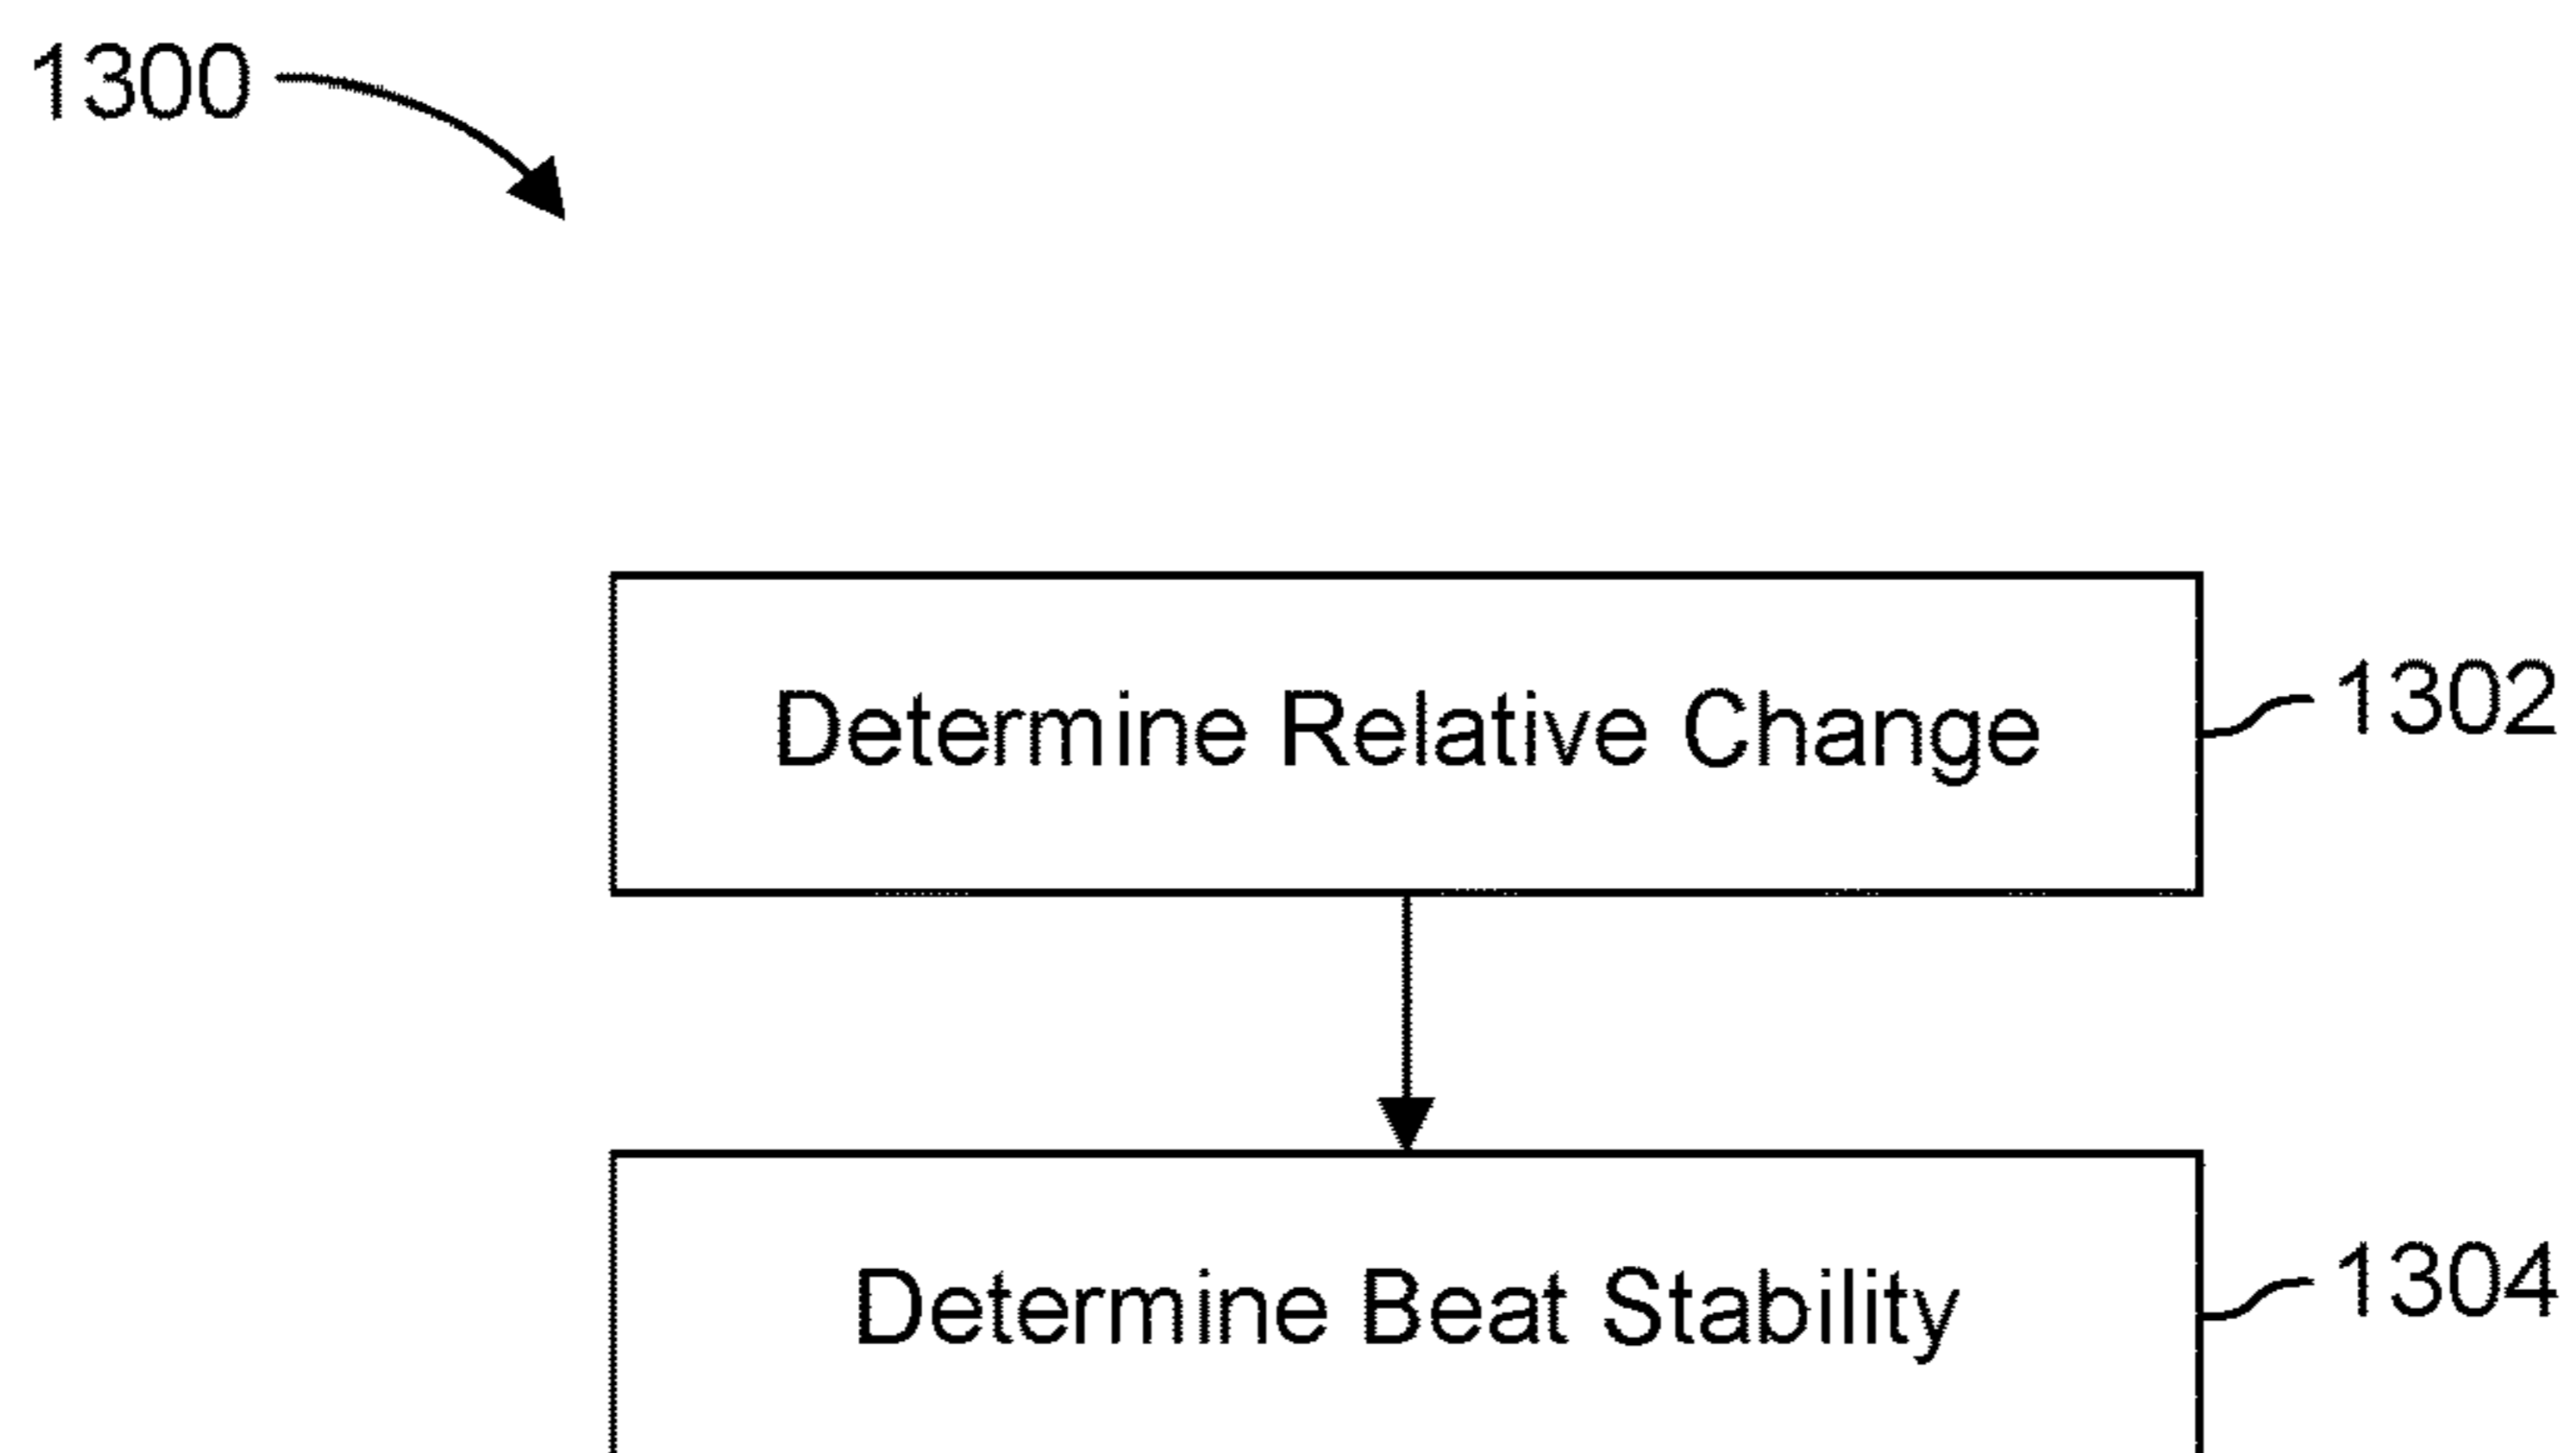 1300
Determine Relative Change
1302
Determine Beat Stability
1304